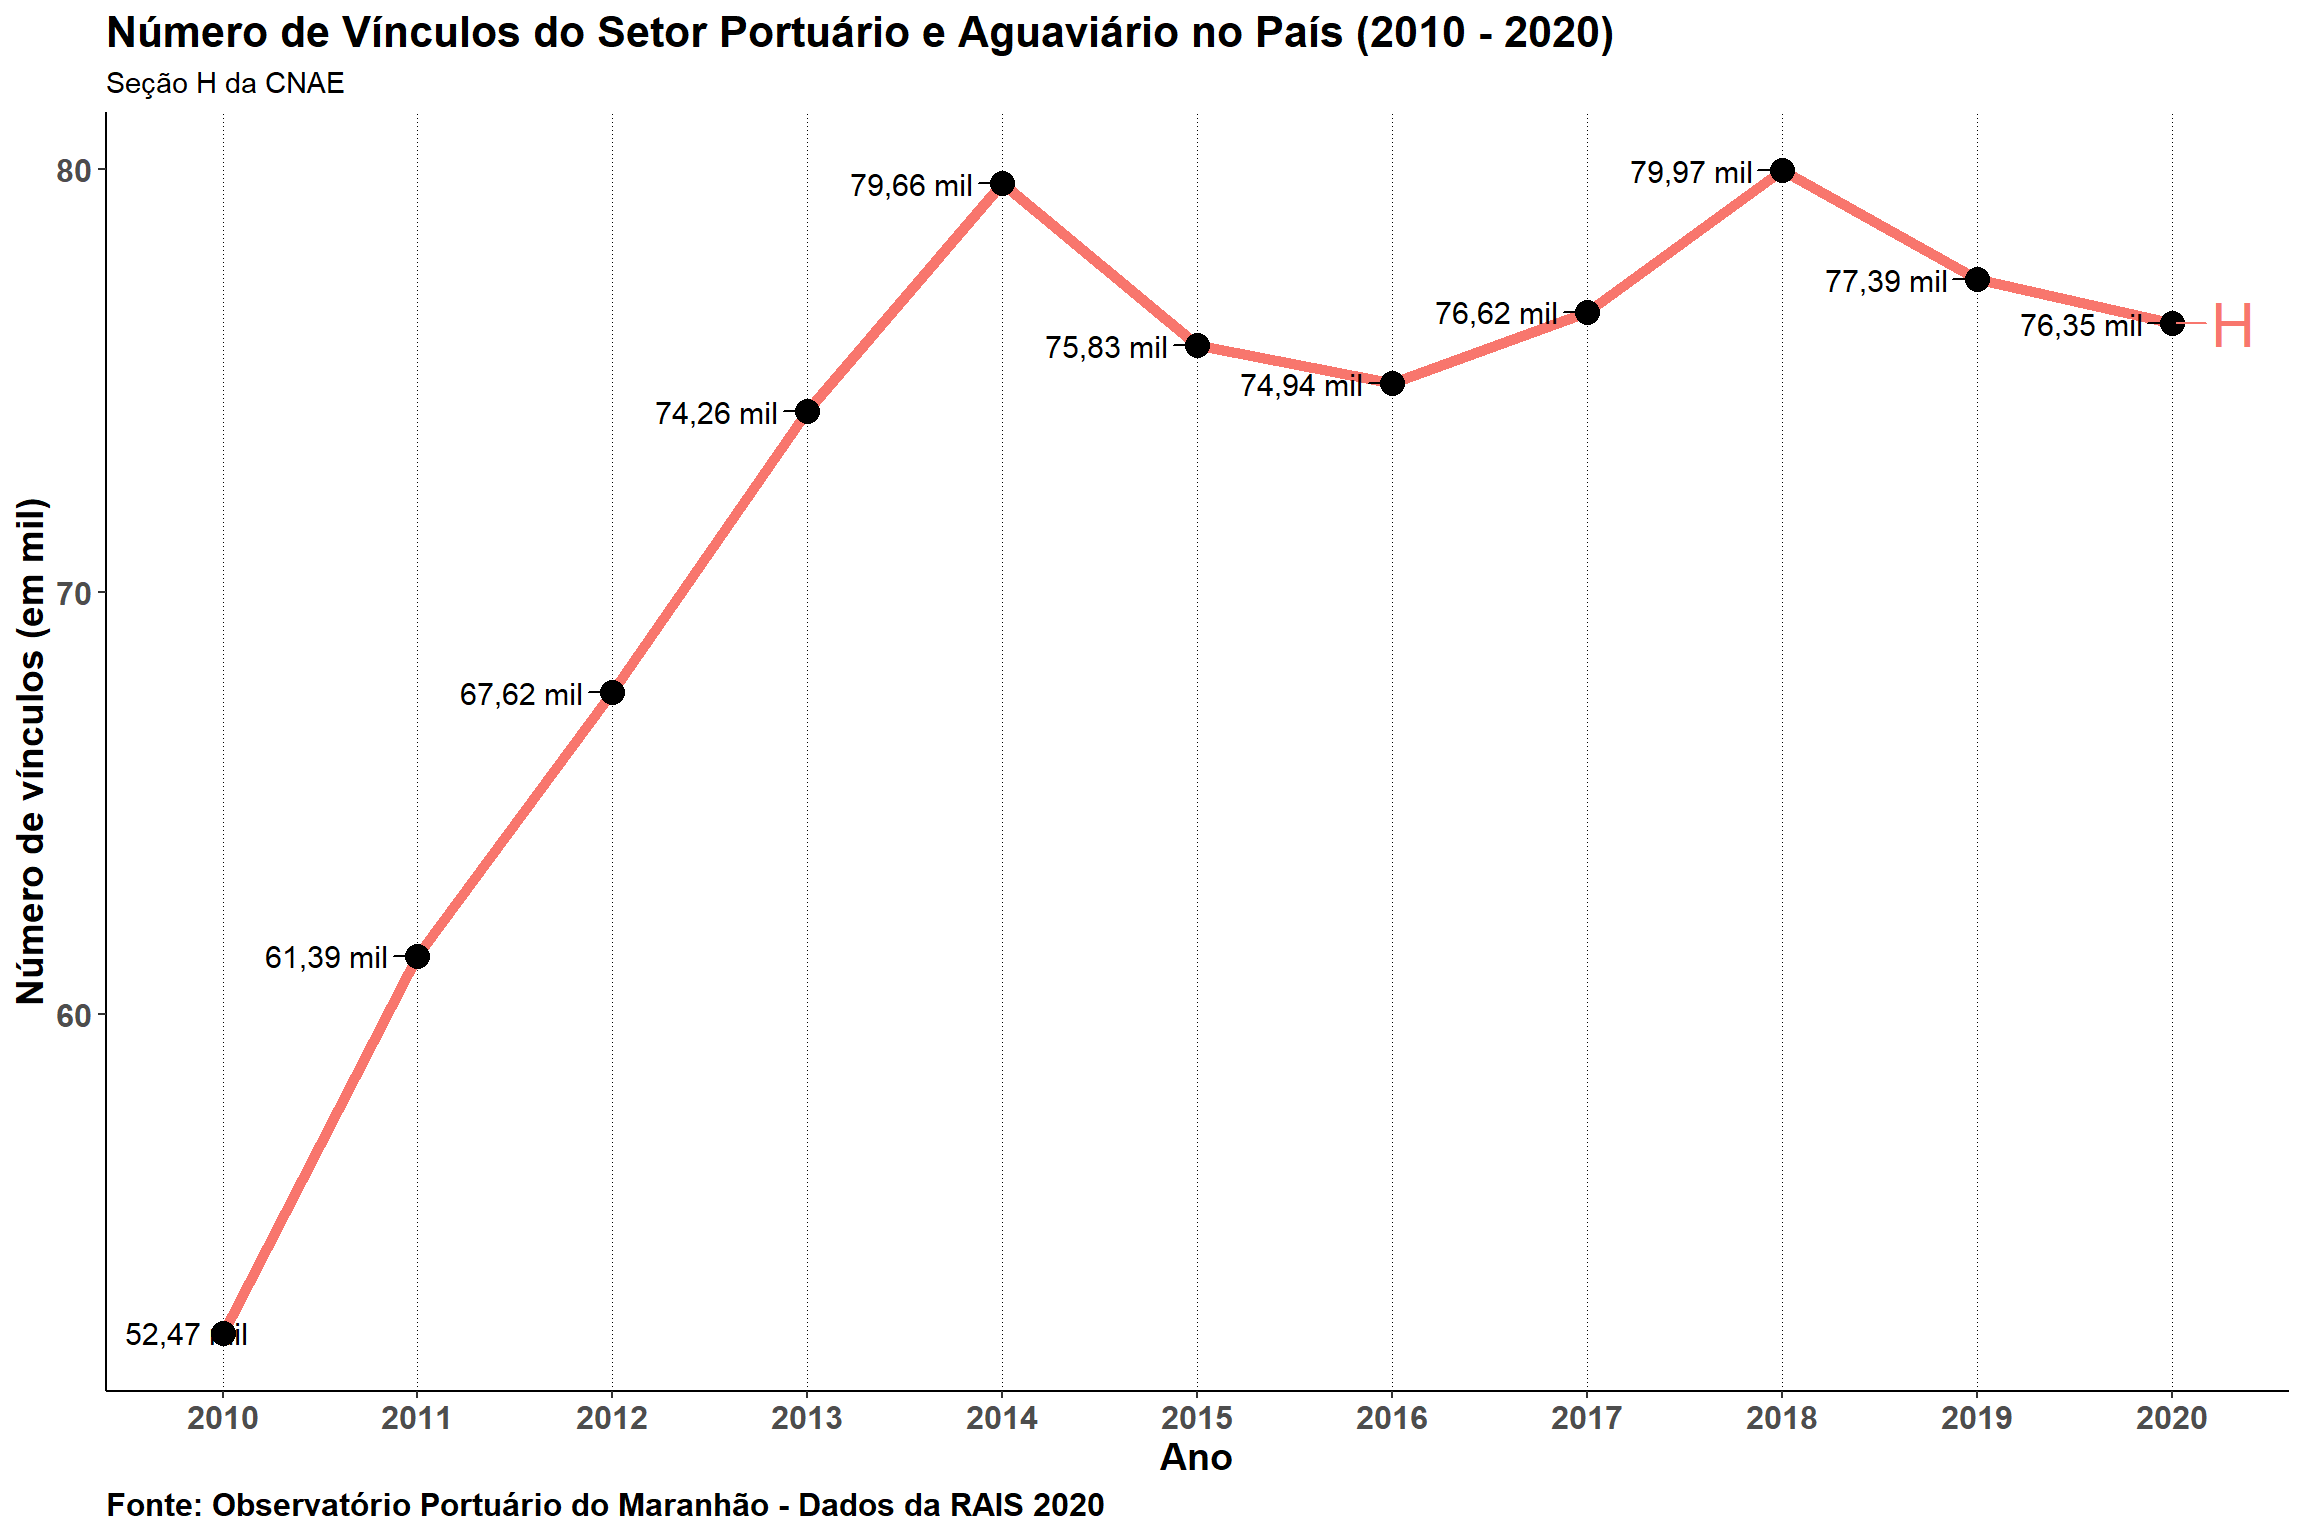 Número de Vínculos do Setor Portuário e Aguaviário no País (2010 - 2020)
Seção H da CNAE
Número de vínculos (em mil)
80
70
60
52,47 mil
61,39 mil
67,62 mil
74,26 mil
79,66 mil
75,83 mil
74,94 mil
76,62 mil
79,97 mil
77,39 mil
76,35 mil
H
2010 2011 2012 2013 2014 2015 2016 2017 2018 2019 2020
Ano
Fonte: Observatório Portuário do Maranhão - Dados da RAIS 2020